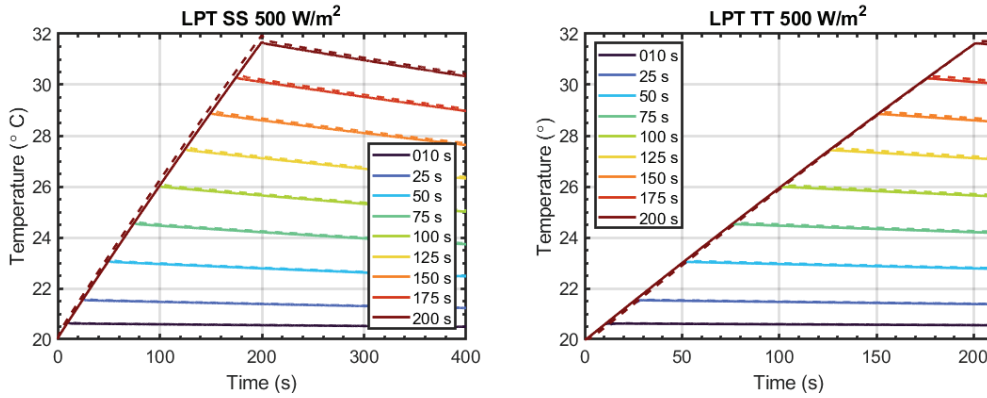 LPT SS 500 W/m²
Temperature (° C)
32
30
28
26
24
22
20
0
100
200
300
400
Time (s)
010 s
25 s
50 s
75 s
100 s
125 s
150 s
175 s
200 s
LPT TT 500 W/m²
Temperature (°)
32
30
28
26
24
22
20
0
50
100
150
200
Time (s)
010 s
25 s
50 s
75 s
100 s
125 s
150 s
175 s
200 s